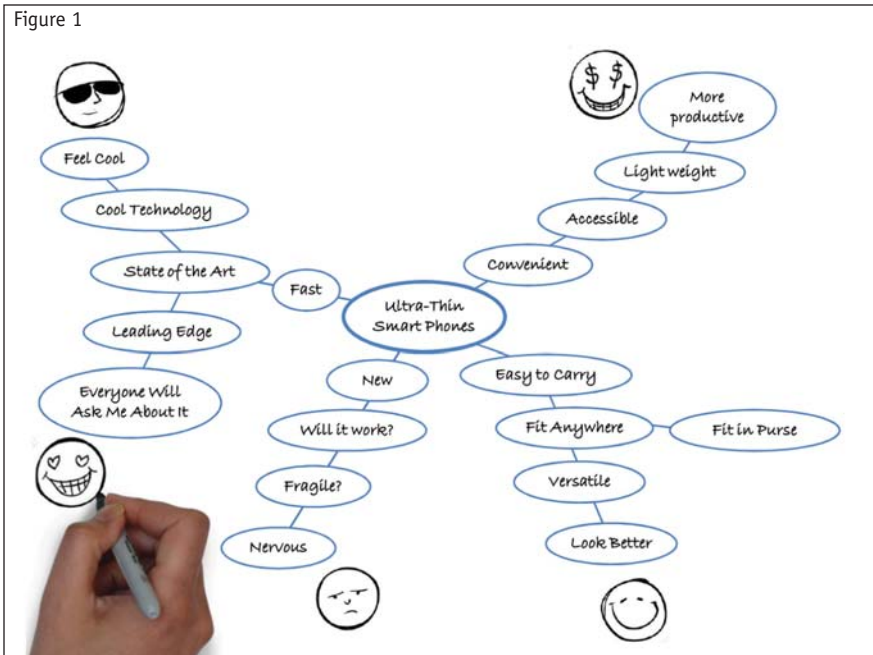 Figure 1
Feel Cool
Cool Technology
State of the Art
Fast
Leading Edge
Everyone Will
Ask Me About It
Ultra-Thin
Smart Phones
More
productive
Light weight
Accessible
Convenient
New
Will it work?
Fragile?
Nervous
Easy to Carry
Fit Anywhere
Fit in Purse
Versatile
Look Better
$ $